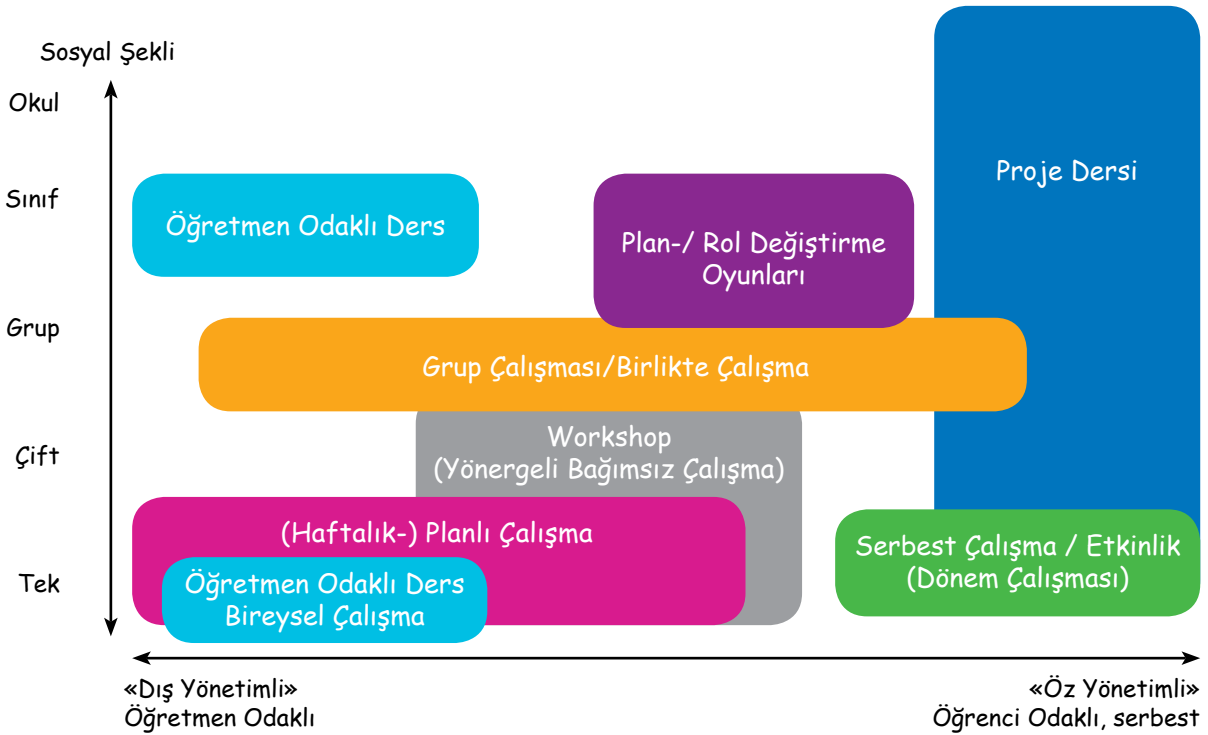 Sosyal Şekli
Okul
Sınıf
Grup
Çift
Tek
Öğretmen Odaklı Ders
Plan-/ Rol Değiştirme
Oyunları
Proje Dersi
Grup Çalışması/Birlikte Çalışma
Workshop
(Yönergeli Bağımsız Çalışma)
(Haftalık-) Planlı Çalışma
Öğretmen Odaklı Ders
Bireysel Çalışma
Serbest Çalışma / Etkinlik
(Dönem Çalışması)
«Dış Yönetimli»
Öğretmen Odaklı
«Öz Yönetimli»
Öğrenci Odaklı, serbest